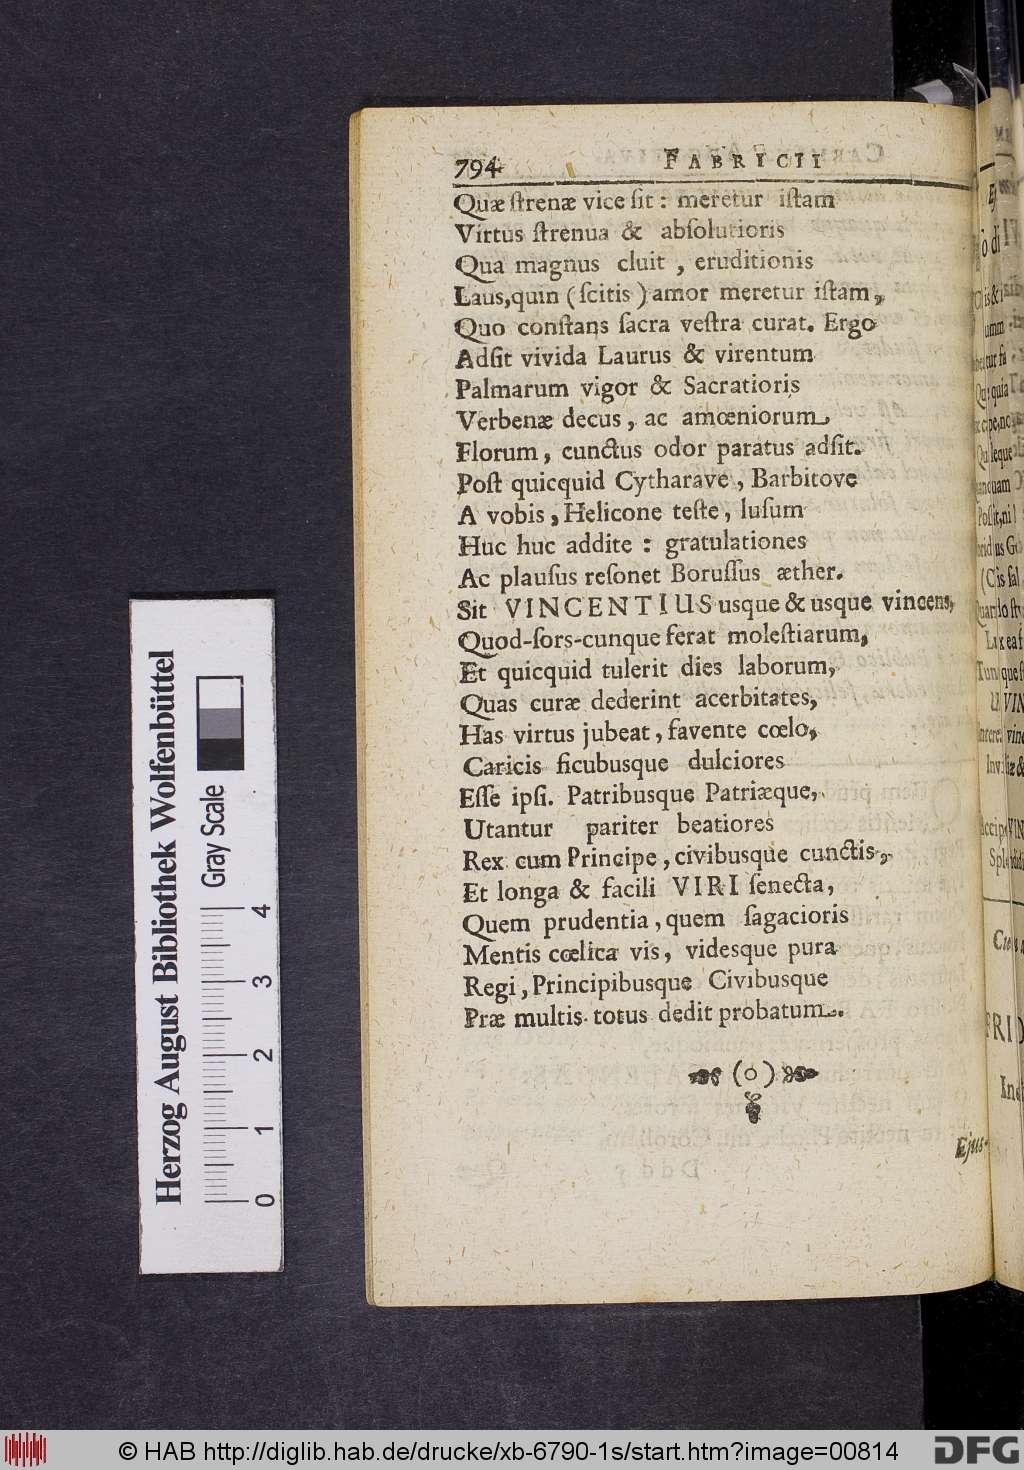 794 FABRICII
Quæ ſtrenæ vice ſit: meretur iſtam
Virtus ſtrenua & abſolutioris
Qua magnus cluit, eruditionis
Laus, quin (ſcitis) amor meretur iſtam,
Quo conſtans ſacra veſtra curat. Ergo
Adſit vivida Laurus & virentum
Palmarum vigor & Sacratioris
Verbenæ decus, ac amœniorum
Florum, cunctus odor paratus adſit.
Poſt quicquid Cytharave, Barbitove
A vobis, Helicone teſte, luſum
Huc huc addite: gratulationes
Ac plauſus reſonet Boruſſus æther.
Sit VINCENTIUS usque & usque vincens,
Quod-ſors-cunque ferat moleſtiarum,
Et quicquid tulerit dies laborum,
Quas curæ dederint acerbitates,
Has virtus jubeat, favente cœlo,
Caricis ficubusque dulciores
Eſſe ipſi. Patribusque Patriæque,
Utantur pariter beatiores
Rex cum Principe, civibusque cunctis,
Et longa & facili VIRI ſenecta,
Quem prudentia, quem ſagacioris
Mentis cœlica vis, videsque pura
Regi, Principibusque Civibusque
Præ multis totus dedit probatum.
(o)
Ejus-
Herzog August Bibliothek Wolfenbüttel
Gray Scale
0 1 2 3 4
© HAB http://diglib.hab.de/drucke/xb-6790-1s/start.htm?image=00814
DFG